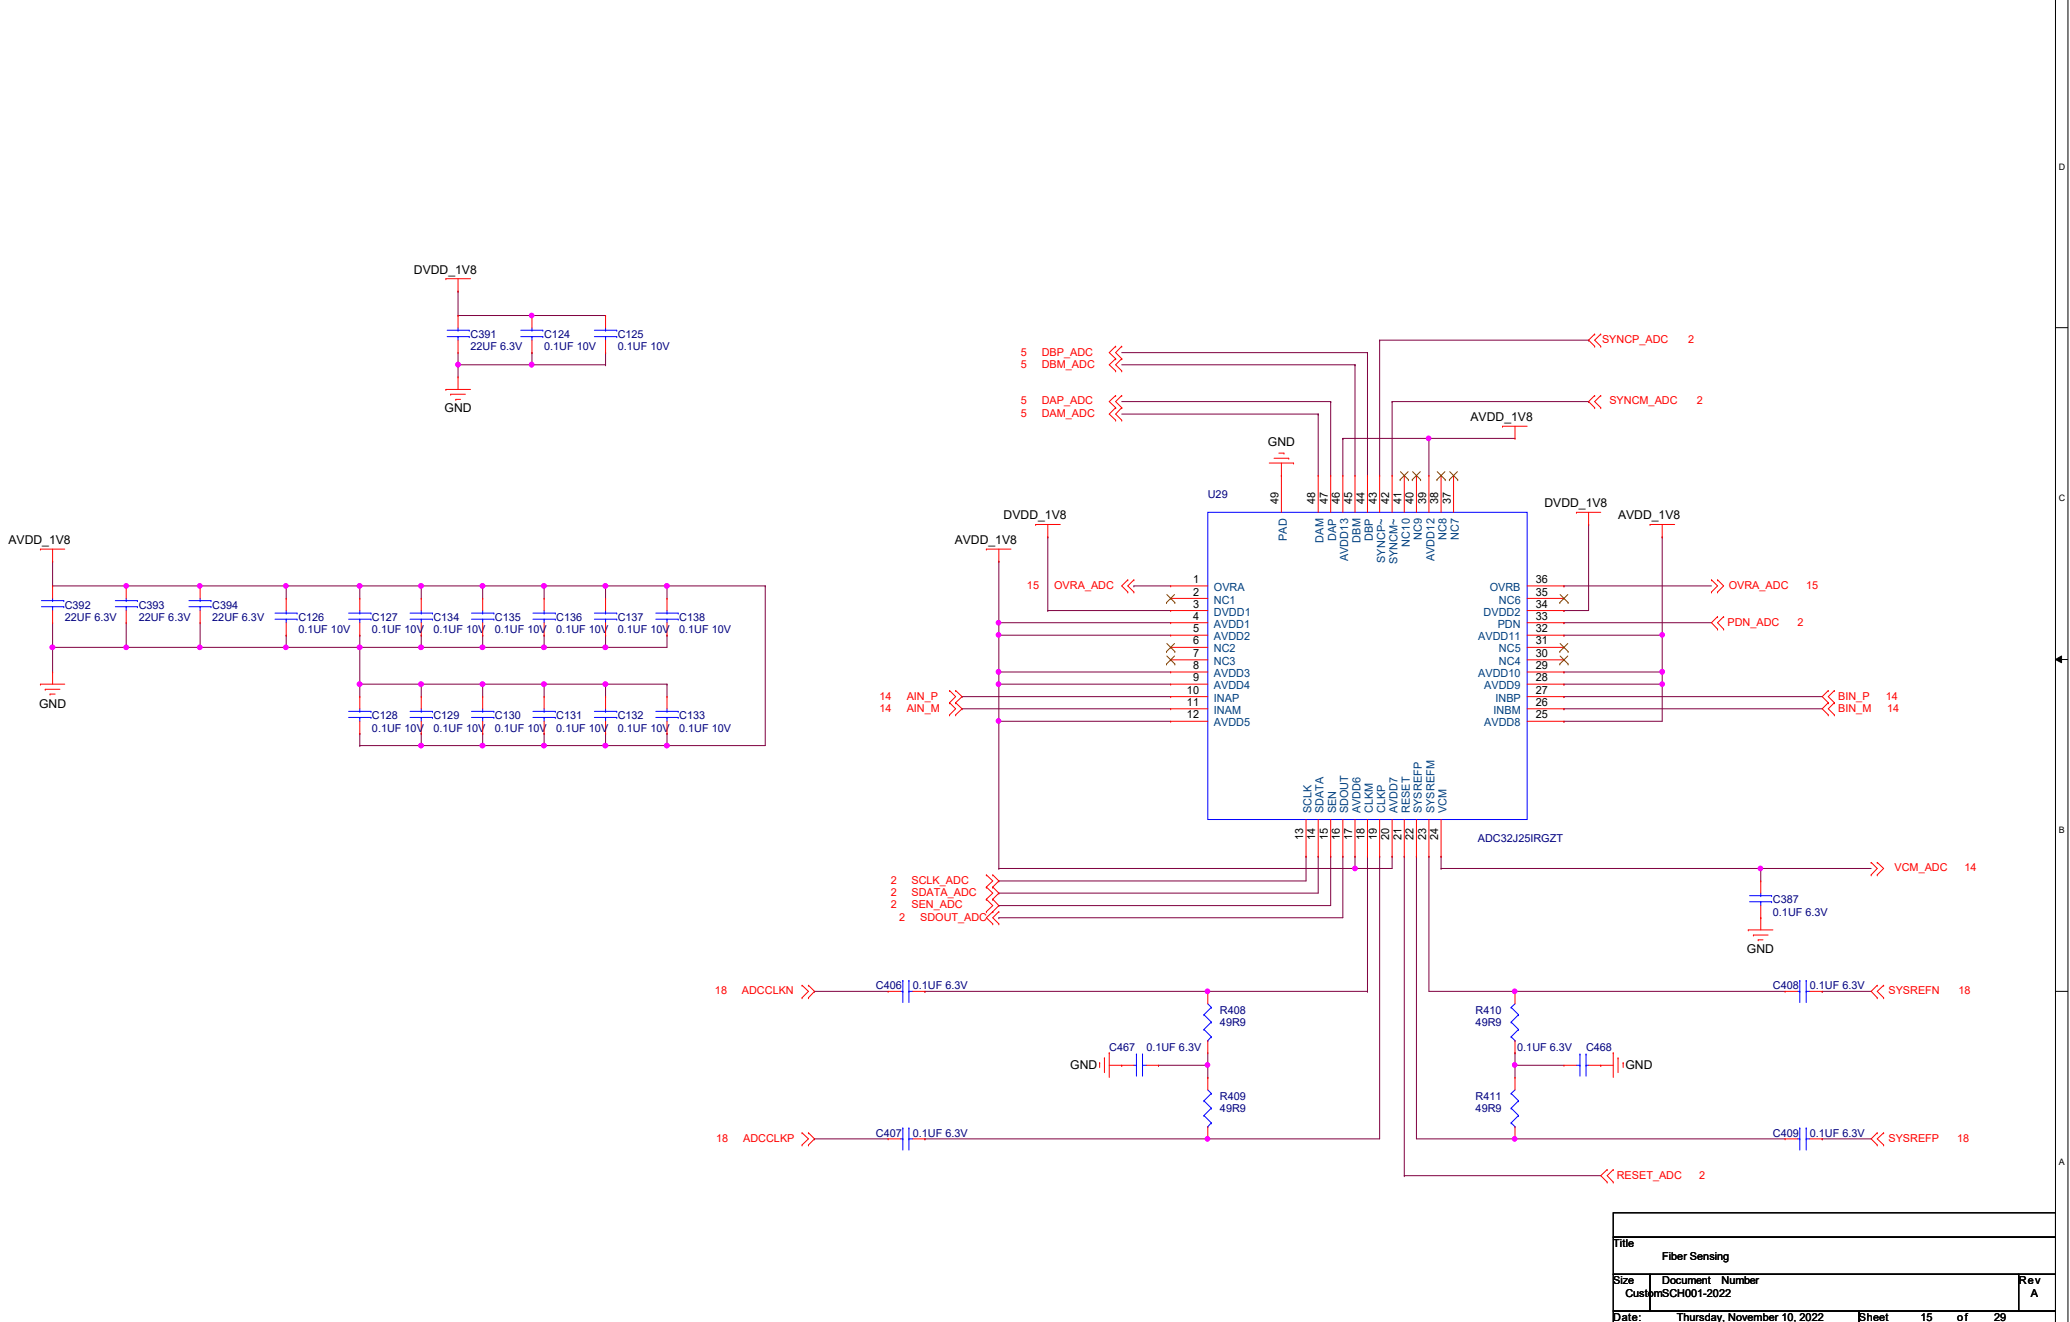 D
DVDD_1V8
C391
22UF 6.3V
C124
0.1UF 10V
C125
0.1UF 10V
GND
5 DBP_ADC
5 DBM_ADC
5 DAP_ADC
5 DAM_ADC
SYNCP_ADC 2
SYNCM_ADC 2
AVDD_1V8
GND
U29
49 48 47 46 45 44 43 42 41 40 39 38 37
PAD DAM DAP AVDD13 DBM DBP SYNCP~ SYNCM~ NC10 NC9 AVDD12 NC8 NC7
C
DVDD_1V8
AVDD_1V8
DVDD_1V8
AVDD_1V8
15 OVRA_ADC
1 OVRA
2 NC1
3 DVDD1
4 AVDD1
5 AVDD2
6 NC2
7 NC3
8 AVDD3
9 AVDD4
10 INAP
11 INAM
12 AVDD5
14 AIN_P
14 AIN_M
OVRB 36
NC6 35
DVDD2 34
PDN 33
AVDD11 32
NC5 31
NC4 30
AVDD10 29
AVDD9 28
INBP 27
INBM 26
AVDD8 25
OVRA_ADC 15
PDN_ADC 2
BIN_P 14
BIN_M 14
AVDD_1V8
C392
22UF 6.3V
C393
22UF 6.3V
C394
22UF 6.3V
C126
0.1UF 10V
C127
0.1UF 10V
C134
0.1UF 10V
C135
0.1UF 10V
C136
0.1UF 10V
C137
0.1UF 10V
C138
0.1UF 10V
GND
C128
0.1UF 10V
C129
0.1UF 10V
C130
0.1UF 10V
C131
0.1UF 10V
C132
0.1UF 10V
C133
0.1UF 10V
SCLK SDATA SEN SDOUT AVDD6 CLKM CLKP AVDD7 RESET SYSREFP SYSREFM VCM
13 14 15 16 17 18 19 20 21 22 23 24
ADC32J25IRGZT
B
2 SCLK_ADC
2 SDATA_ADC
2 SEN_ADC
2 SDOUT_ADC
VCM_ADC 14
C387
0.1UF 6.3V
GND
18 ADCCLKN
C406 0.1UF 6.3V
R408
49R9
GND
C467 0.1UF 6.3V
R409
49R9
18 ADCCLKP
C407 0.1UF 6.3V
C408 0.1UF 6.3V
SYSREFN 18
R410
49R9
0.1UF 6.3V C468
GND
R411
49R9
C409 0.1UF 6.3V
SYSREFP 18
RESET_ADC 2
A
Title
Fiber Sensing
Size Document Number Rev
Custom SCH001-2022 A
Date: Thursday, November 10, 2022 Sheet 15 of 29